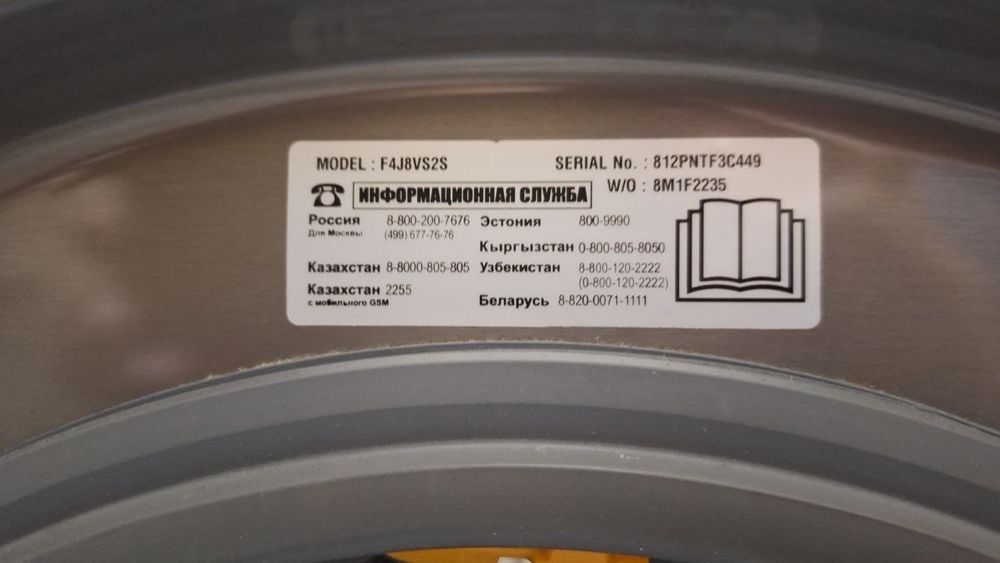 MODEL : F4J8VS2S SERIAL No. : 812PNTF3C449
W/O : 8M1F2235
ИНФОРМАЦИОННАЯ СЛУЖБА
Россия 8-800-200-7676 Эстония 800-9990
Для Москвы (499) 677-76-76
Кыргызстан 0-800-805-8050
Казахстан 8-8000-805-805 Узбекистан 8-800-120-2222
(0-800-120-2222)
Казахстан 2255
с мобильного GSM
Беларусь 8-820-0071-1111